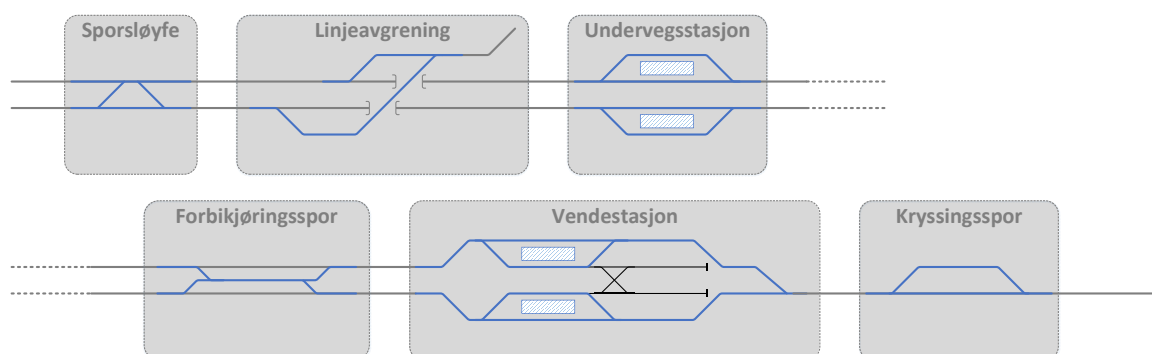 Sporsløyfe
Linjeavgrening
Undervegsstasjon
Forbikjøringsspor
Vendestasjon
Kryssingsspor